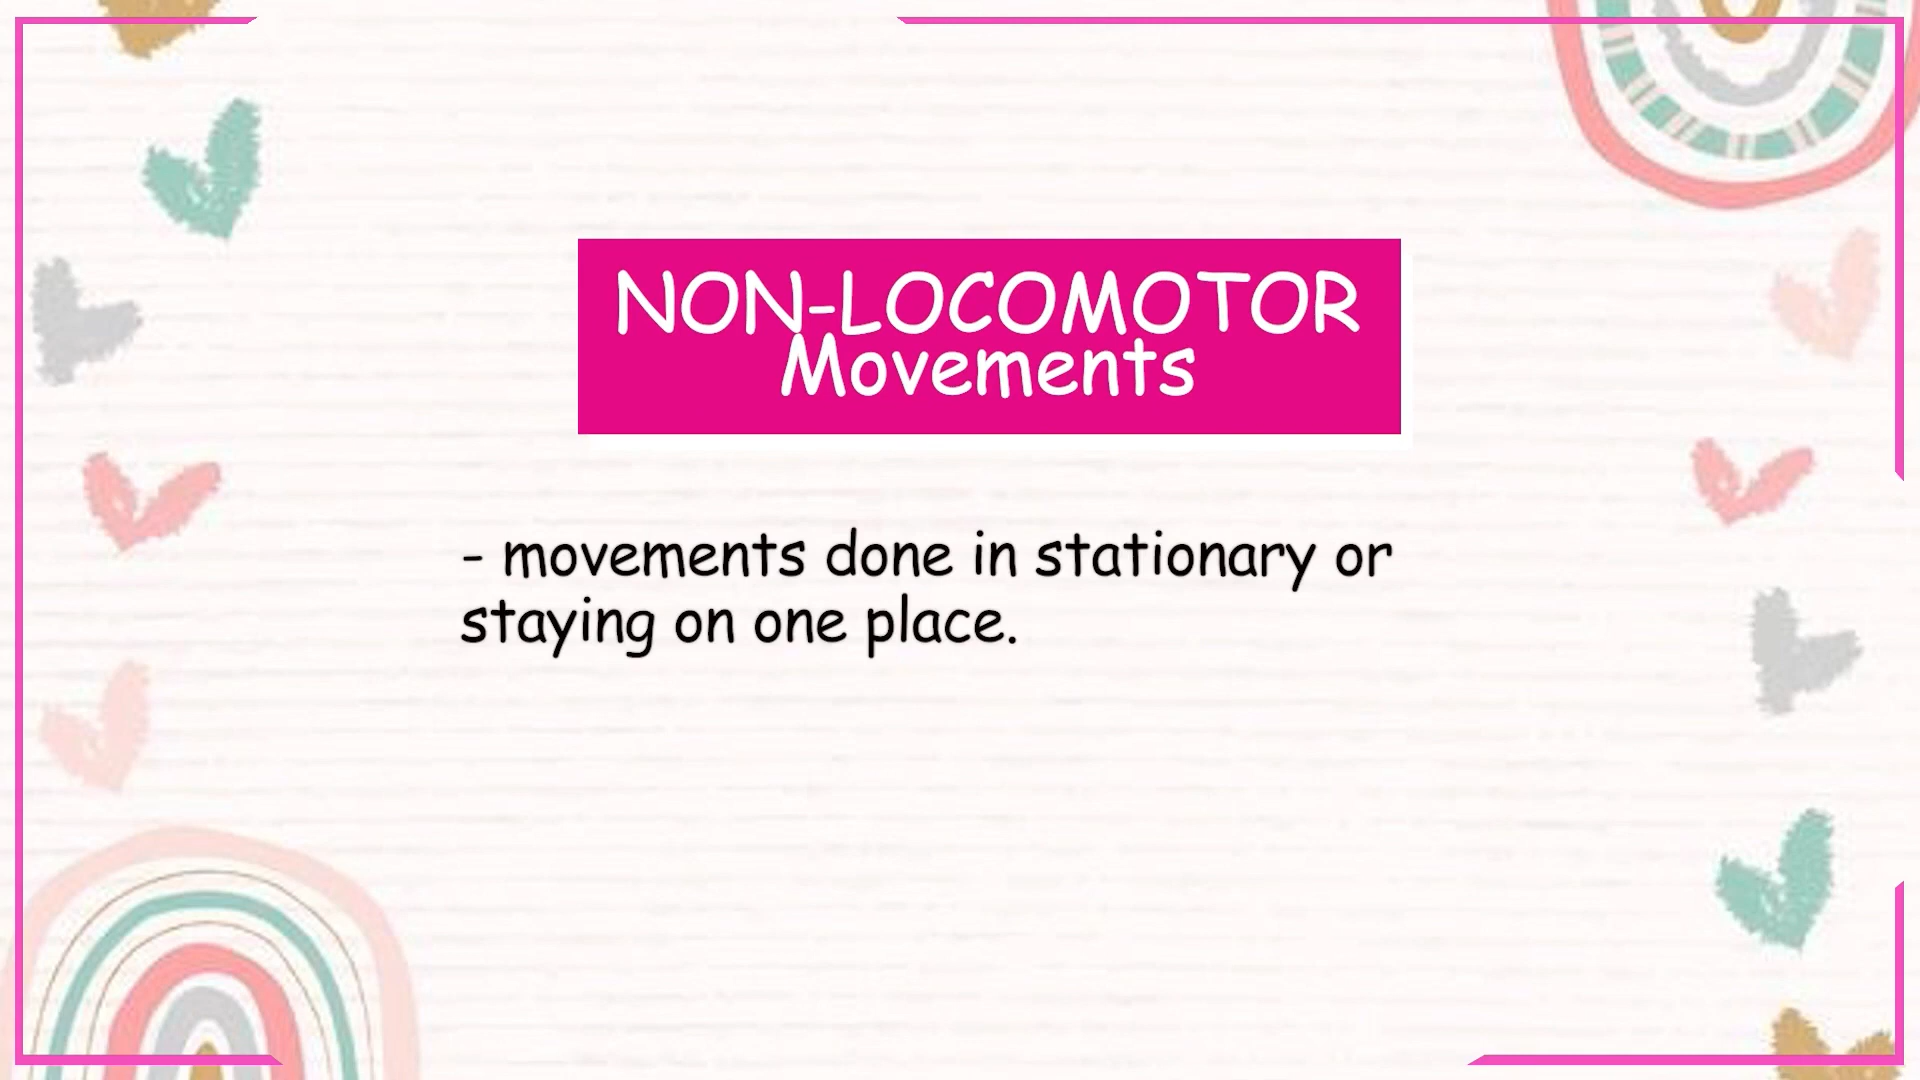 NON-LOCOMOTOR
Movements
- movements done in stationary or
staying on one place.